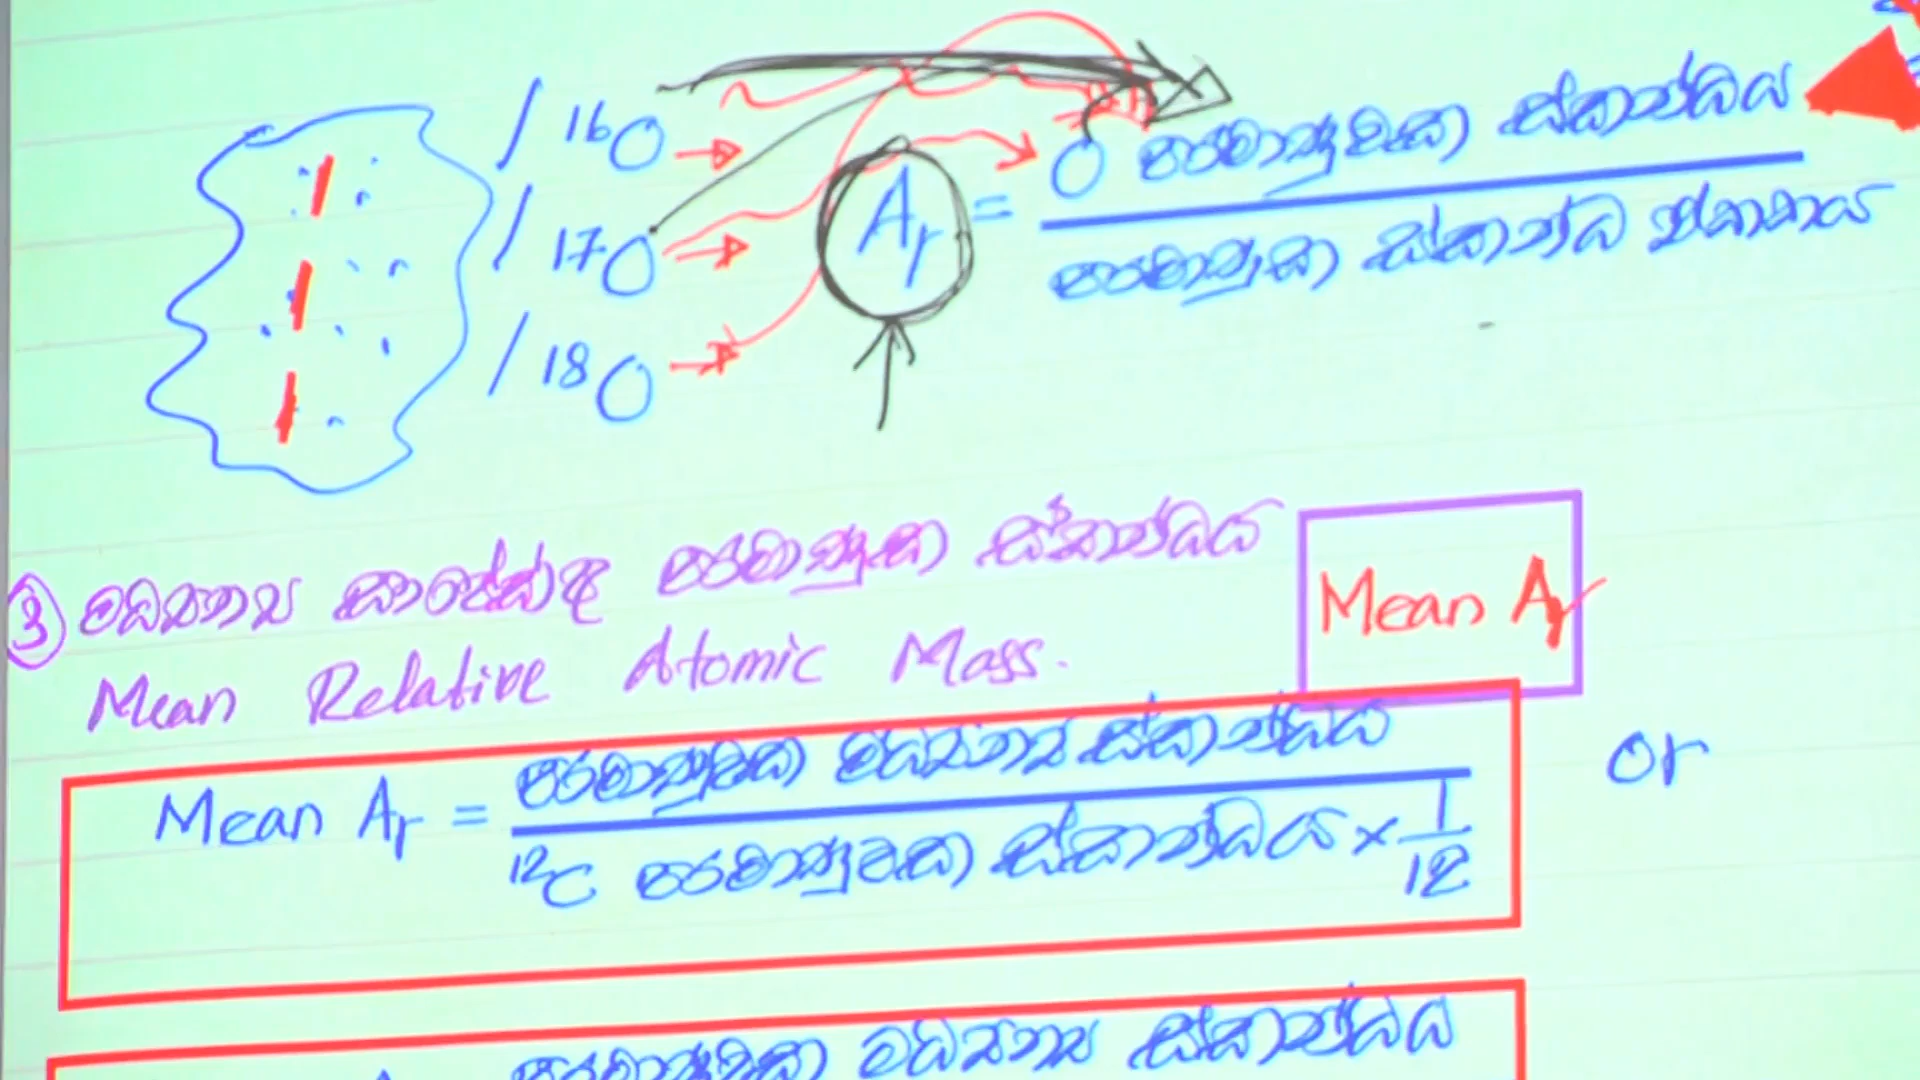 / 16O
/ 17O
/ 18O
Ar = O පරමාණුවක ස්කන්ධය
පරමාණුක ස්කන්ධ ඒකකය
③ මධ්‍යන්‍ය සාපේක්ෂ පරමාණුක ස්කන්ධය
Mean Relative Atomic Mass.
Mean Ar
Mean Ar = පරමාණුවක මධ්‍යන්‍ය ස්කන්ධය
12C පරමාණුවක ස්කන්ධය × 1/12
or
පරමාණුවක මධ්‍යන්‍ය ස්කන්ධය